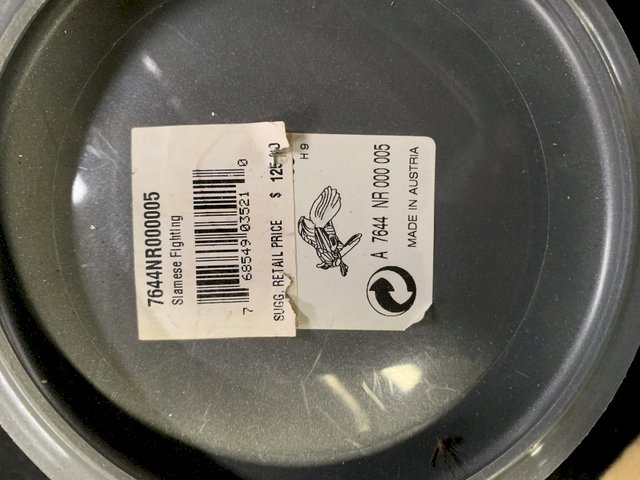 7644NR000005
Siamese Fighting
7 68549 03521 0
SUGG. RETAIL PRICE $ 125.00
H9
A 7644 NR 000 005
MADE IN AUSTRIA